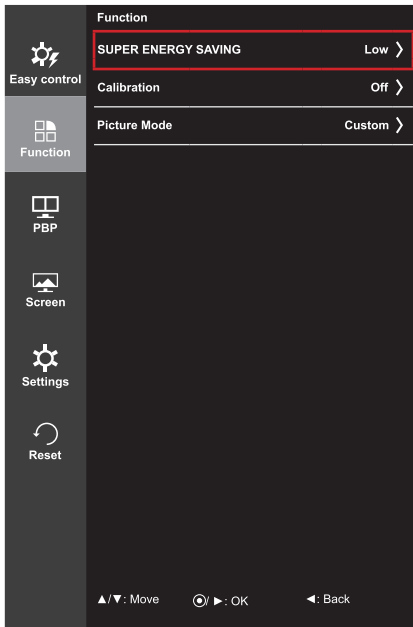 Function
SUPER ENERGY SAVING Low
Calibration Off
Picture Mode Custom
Easy control
Function
PBP
Screen
Settings
Reset
▲/▼: Move ⦿/ ►: OK ◄: Back